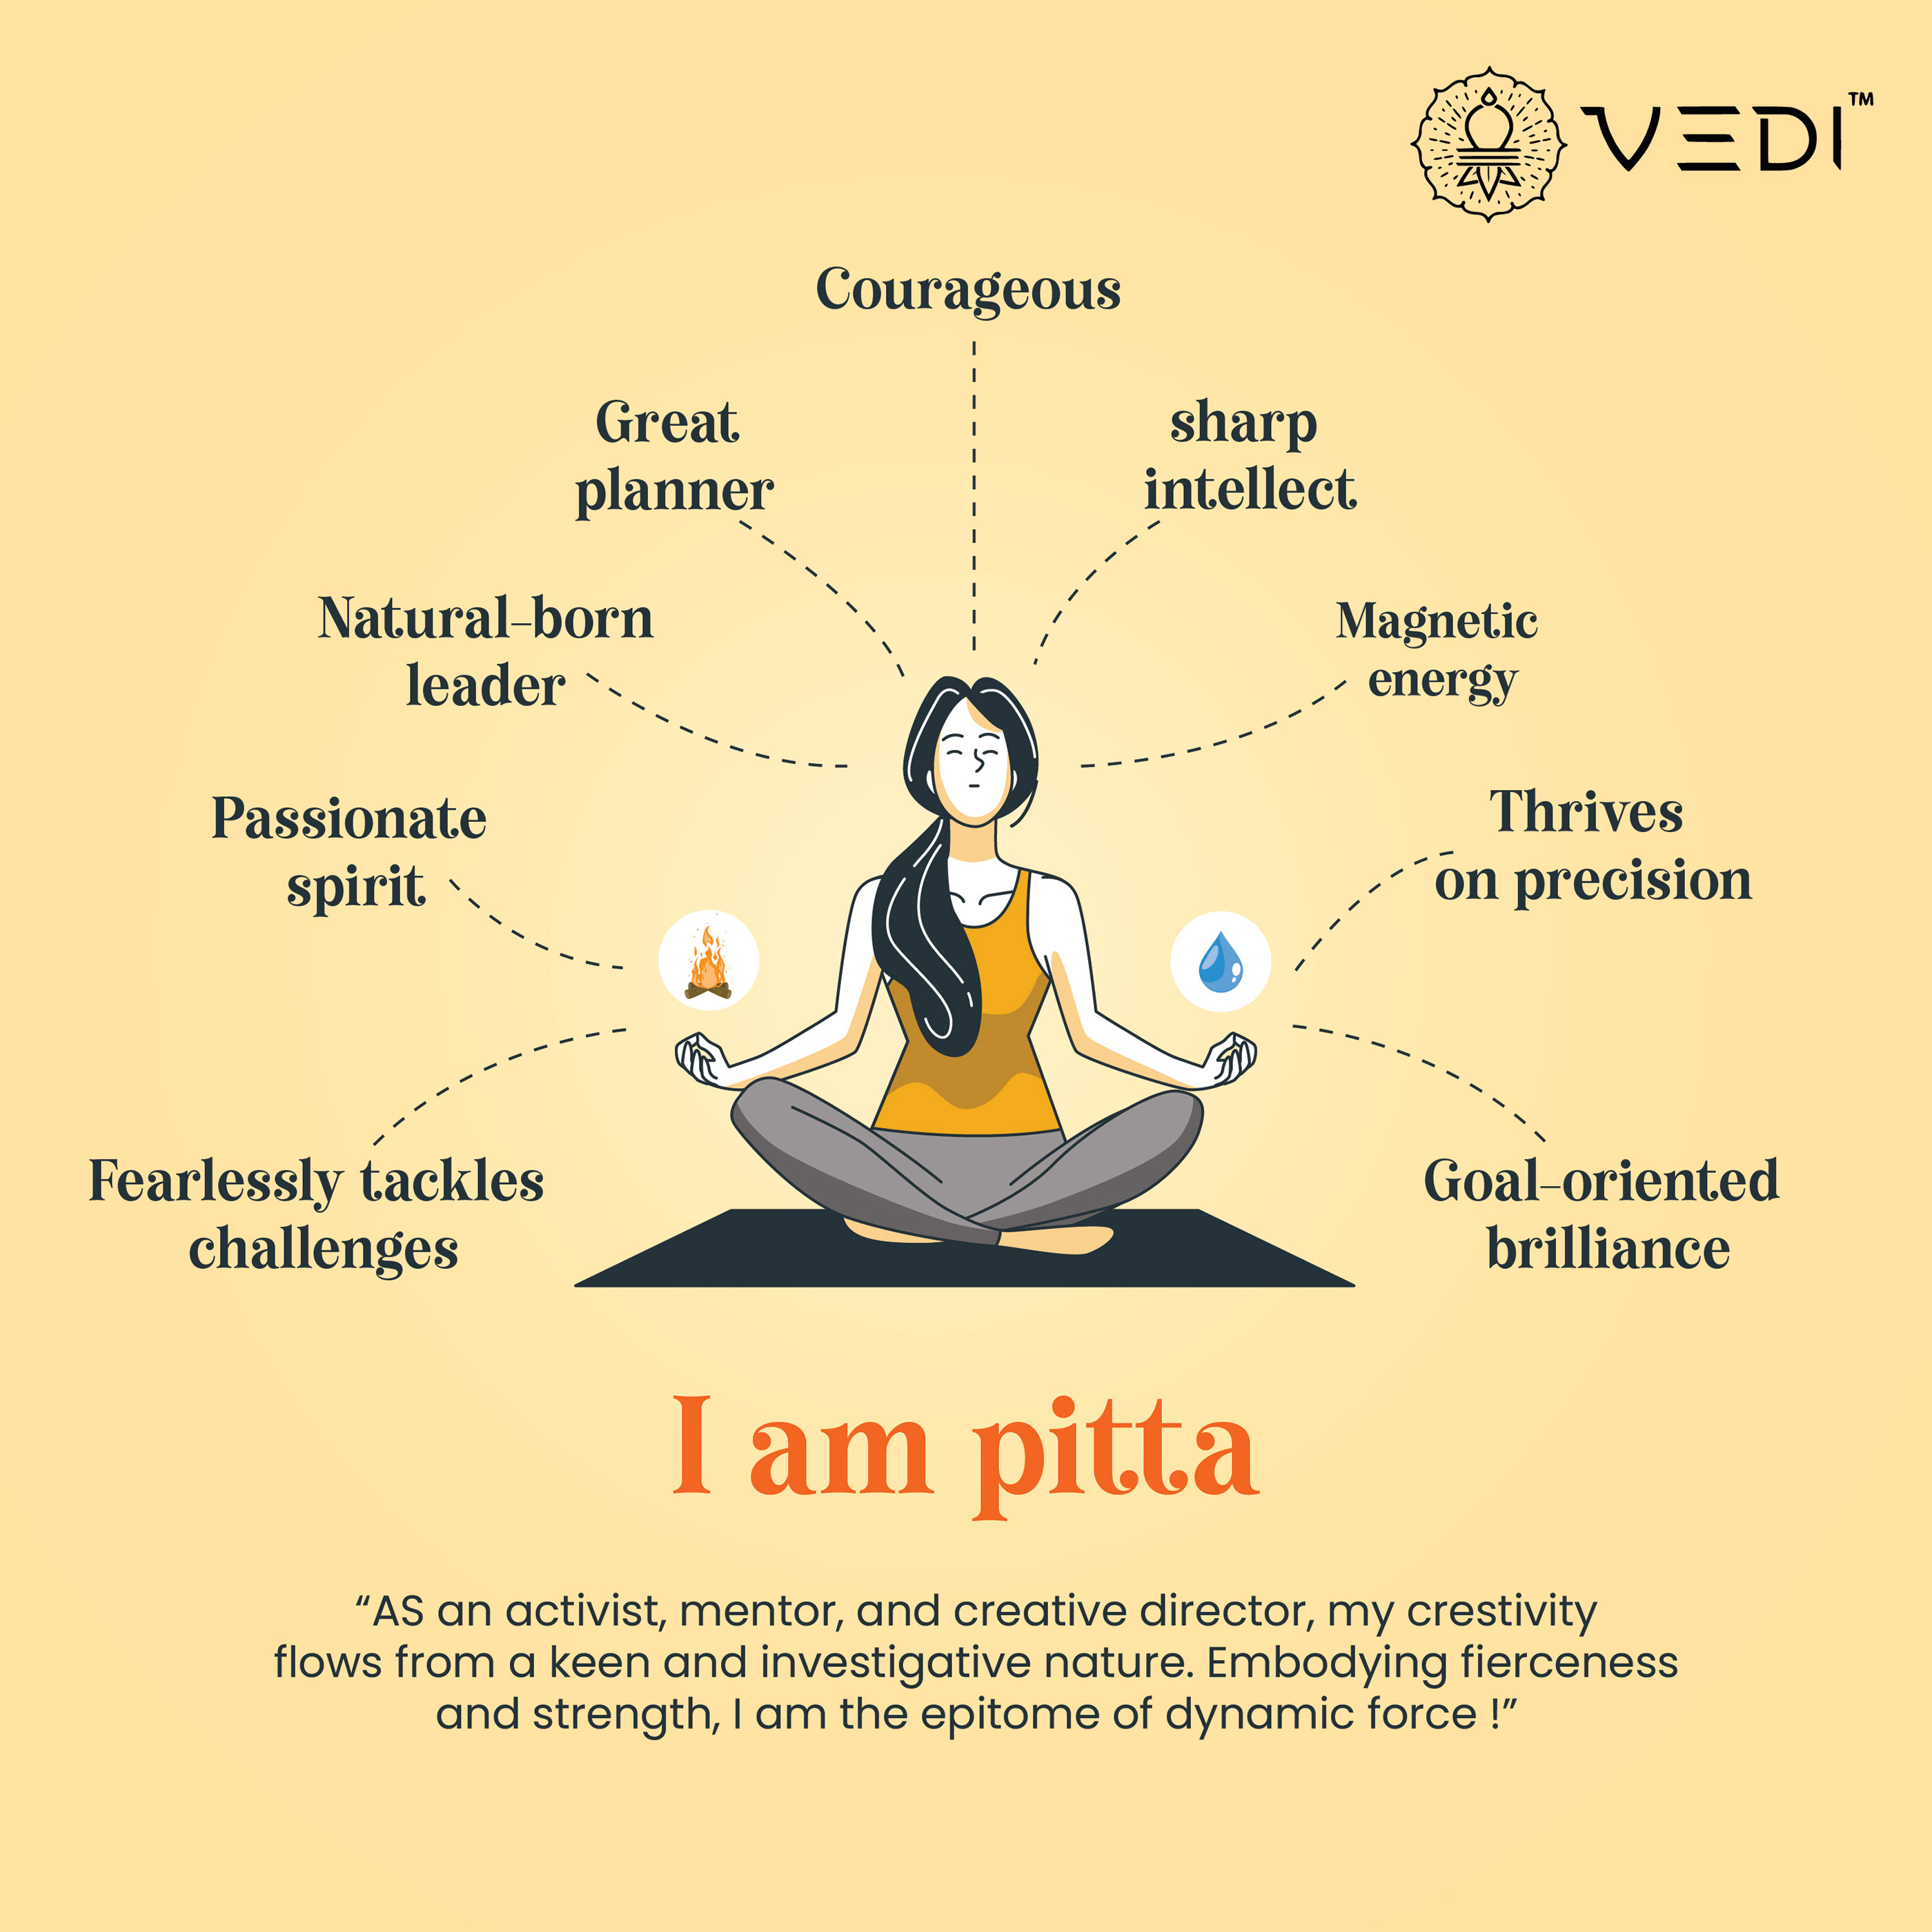 VEDI™
Courageous
Great
planner
sharp
intellect
Natural-born
leader
Magnetic
energy
Passionate
spirit
Thrives
on precision
Fearlessly tackles
challenges
Goal-oriented
brilliance
I am pitta
“AS an activist, mentor, and creative director, my crestivity
flows from a keen and investigative nature. Embodying fierceness
and strength, I am the epitome of dynamic force !”